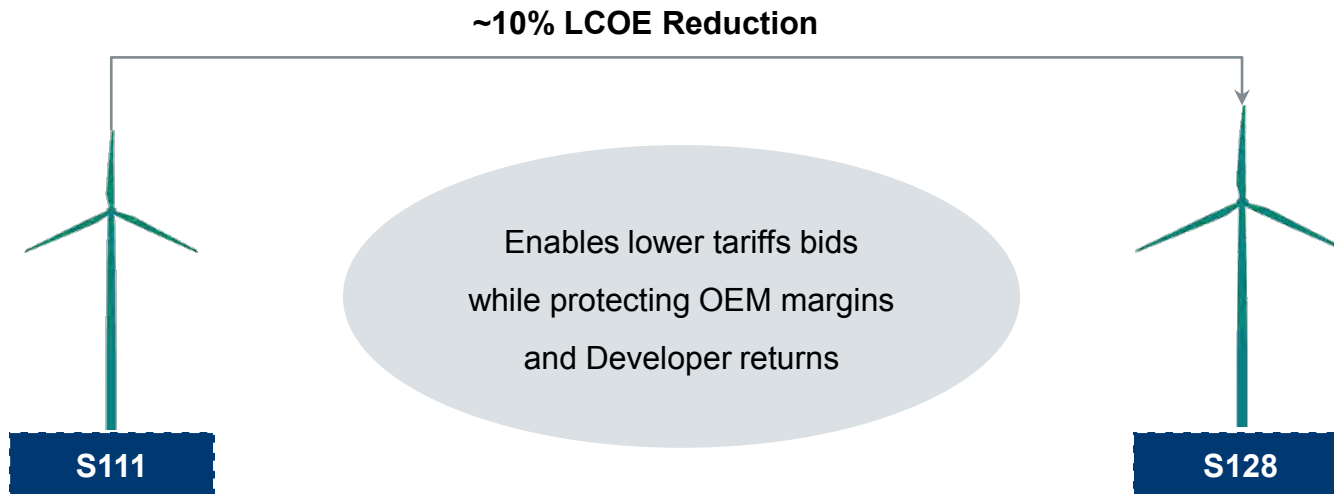 ~10% LCOE Reduction
Enables lower tariffs bids
while protecting OEM margins
and Developer returns
S111
S128